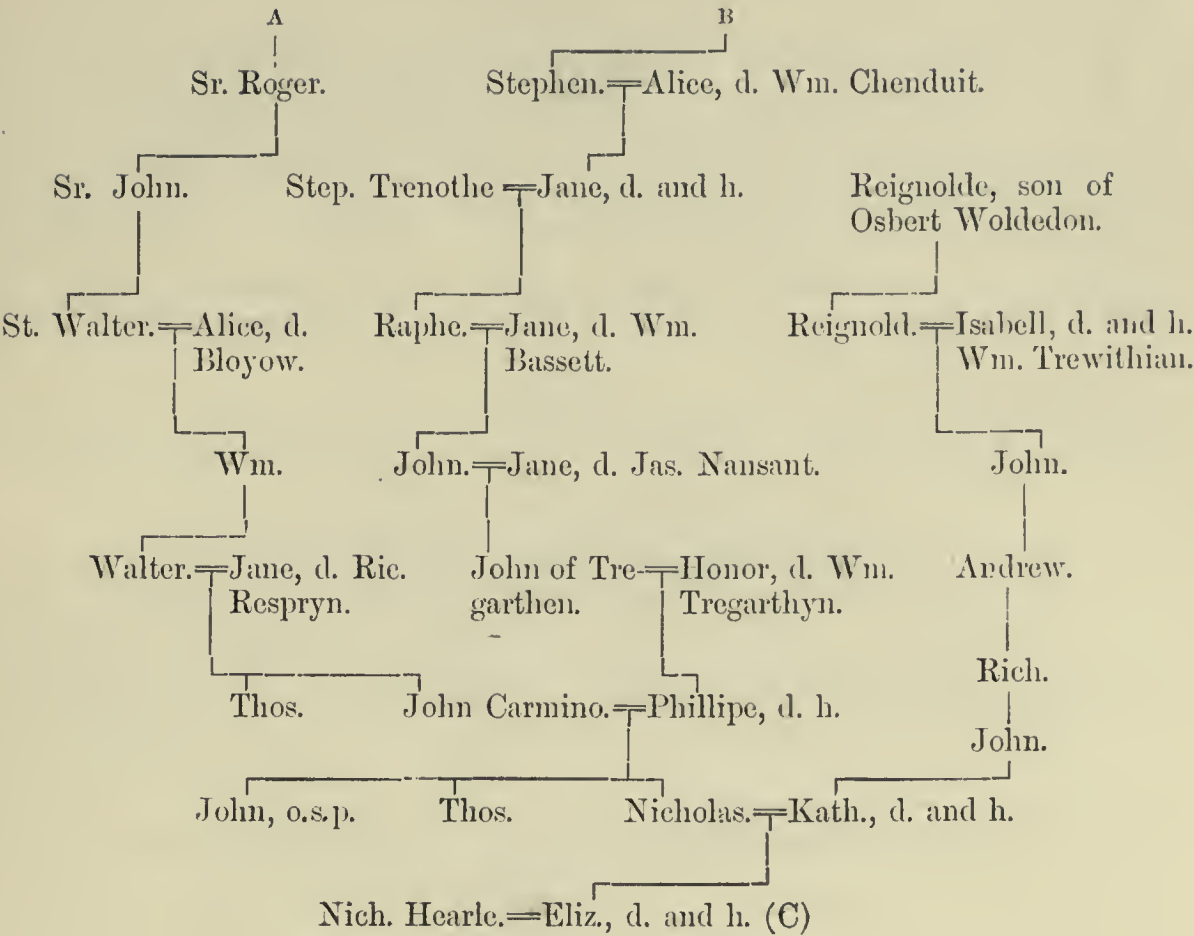 A B
Sr. Roger. Stephen. = Alice, d. Wm. Chenduit.
Sr. John. Step. Trenothe = Jane, d. and h. Reignolde, son of
Osbert Woldedon.
St. Walter. = Alice, d. Raphe. = Jane, d. Wm. Reignold. = Isabell, d. and h.
Bloyow. Bassett. Wm. Trewithian.
Wm. John. = Jane, d. Jas. Nansant. John.
Walter. = Jane, d. Ric. John of Tre- = Honor, d. Wm. Andrew.
Respryn. garthen. Tregarthyn.
Rich.
Thos. John Carmino. = Phillipe, d. h.
John.
John, o.s.p. Thos. Nicholas. = Kath., d. and h.
Nich. Hearle. = Eliz., d. and h. (C)